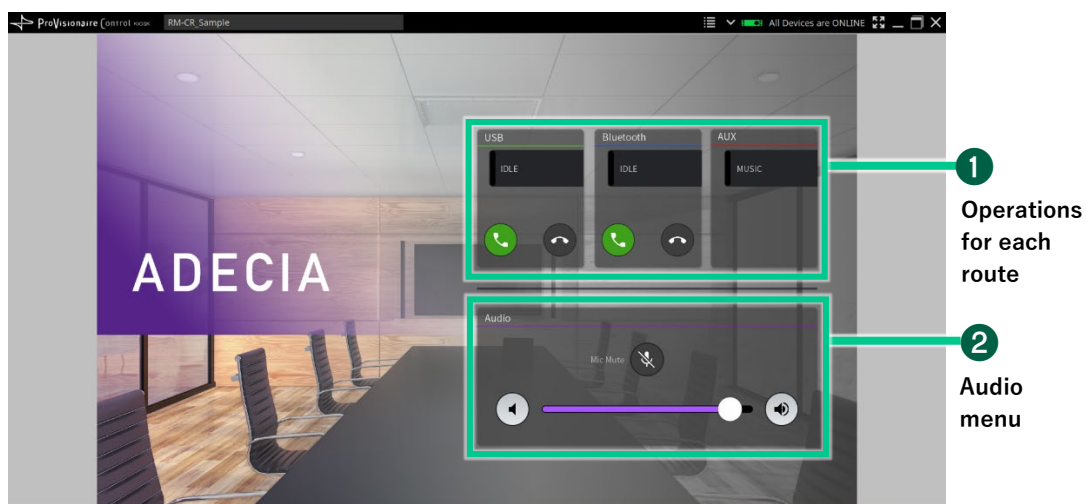 ProVisionaire Control KIOSK RM-CR_Sample All Devices are ONLINE
USB Bluetooth AUX
IDLE IDLE MUSIC
1
Operations
for each
route
ADECIA
Audio
Mic Mute
2
Audio
menu